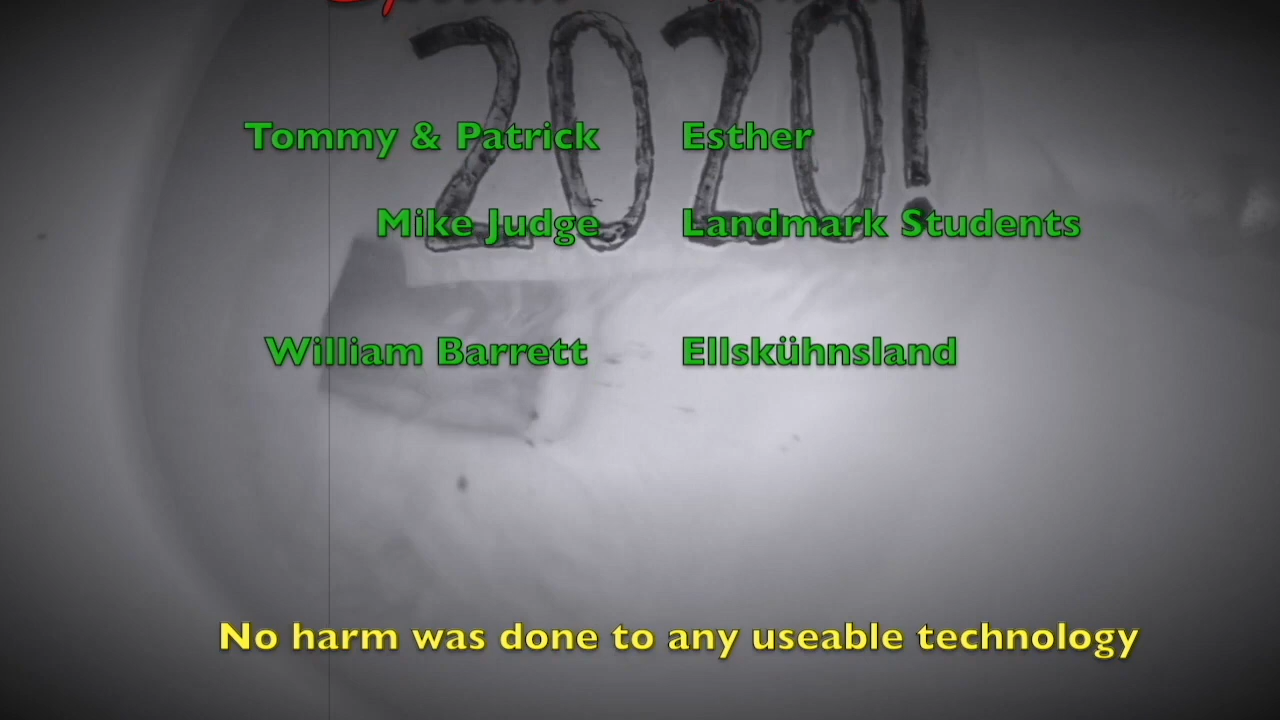 2020!
Tommy & Patrick Esther
Mike Judge Landmark Students
William Barrett Ellskühnsland
No harm was done to any useable technology